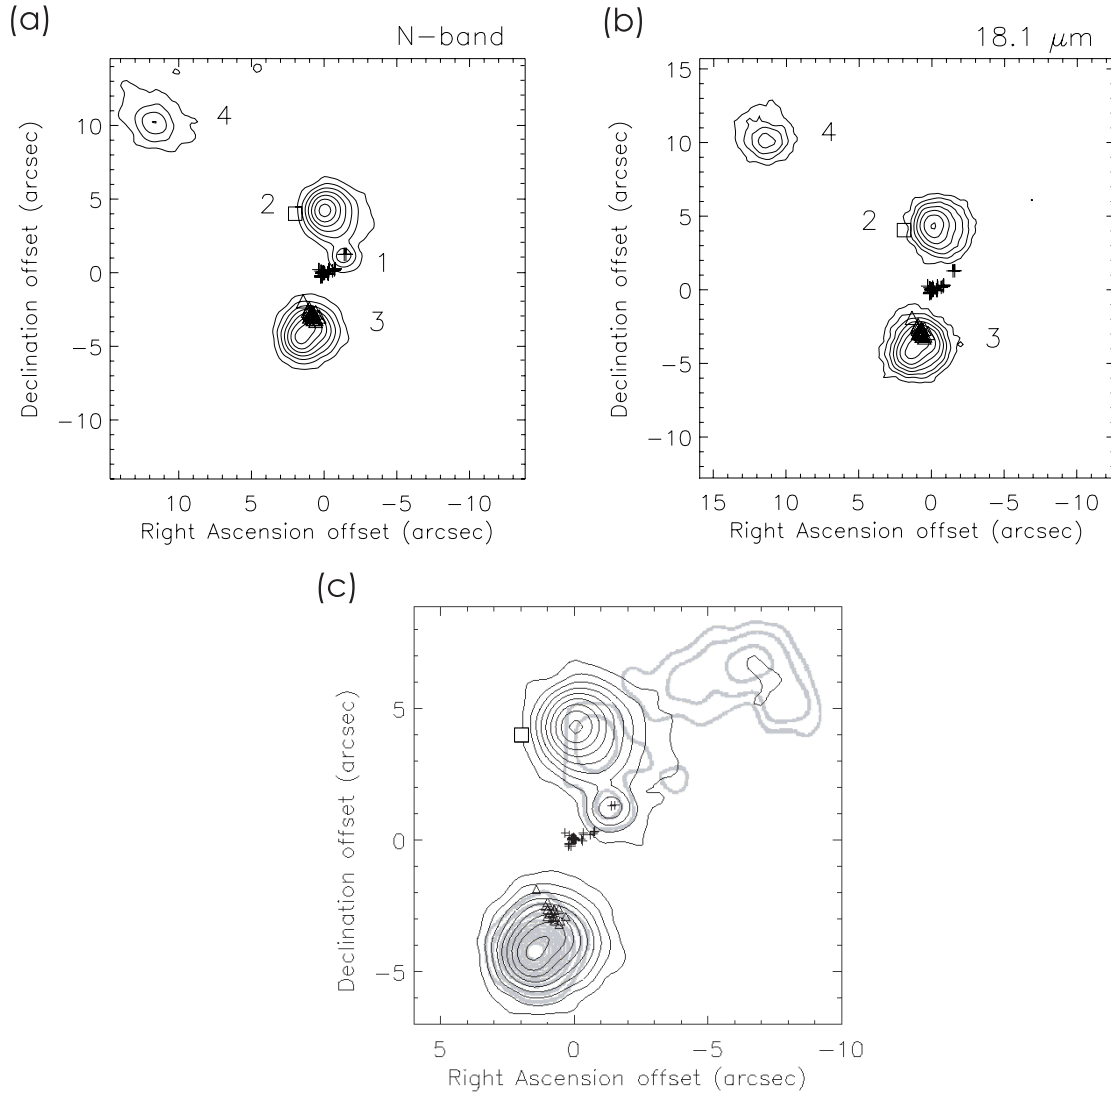 (a)
N-band
Declination offset (arcsec)
10
5
0
-5
-10
4
2
1
3
10 5 0 -5 -10
Right Ascension offset (arcsec)
(b)
18.1 μm
Declination offset (arcsec)
15
10
5
0
-5
-10
4
2
3
15 10 5 0 -5 -10
Right Ascension offset (arcsec)
(c)
Declination offset (arcsec)
5
0
-5
5 0 -5 -10
Right Ascension offset (arcsec)